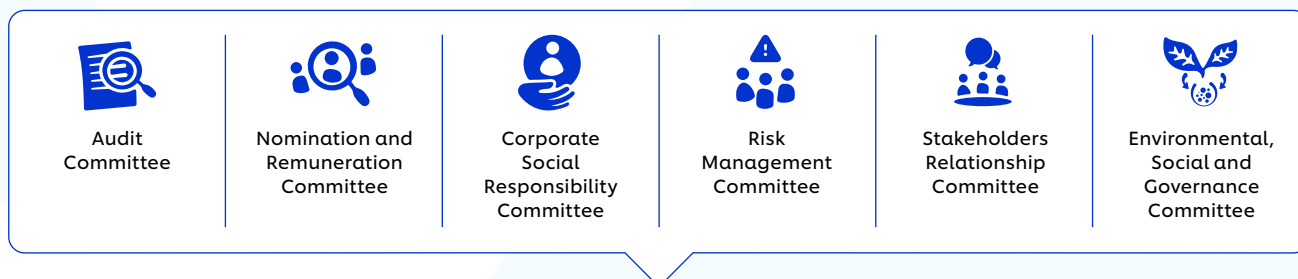 Audit
Committee
Nomination and
Remuneration
Committee
Corporate
Social
Responsibility
Committee
Risk
Management
Committee
Stakeholders
Relationship
Committee
Environmental,
Social and
Governance
Committee